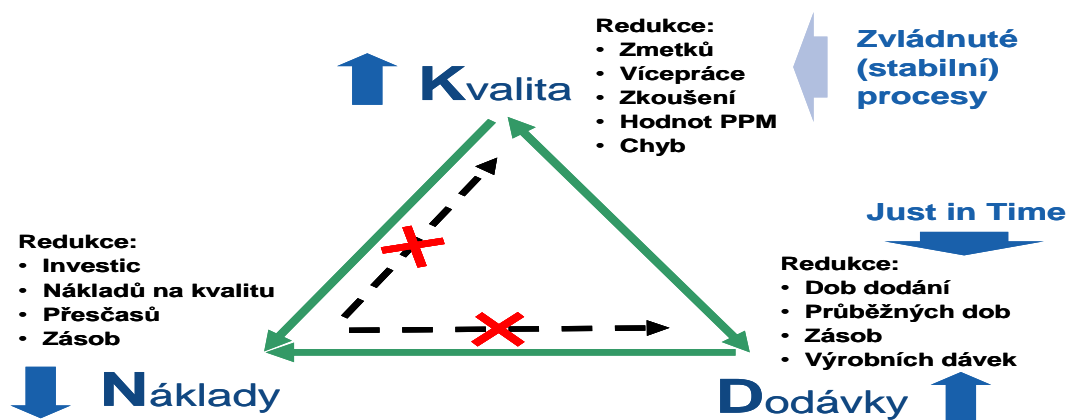 Redukce:
• Zmetků
• Vícepráce
• Zkoušení
• Hodnot PPM
• Chyb
Zvládnuté
(stabilní)
procesy
Kvalita
Just in Time
Redukce:
• Investic
• Nákladů na kvalitu
• Přesčasů
• Zásob
Redukce:
• Dob dodání
• Průběžných dob
• Zásob
• Výrobních dávek
Náklady
Dodávky